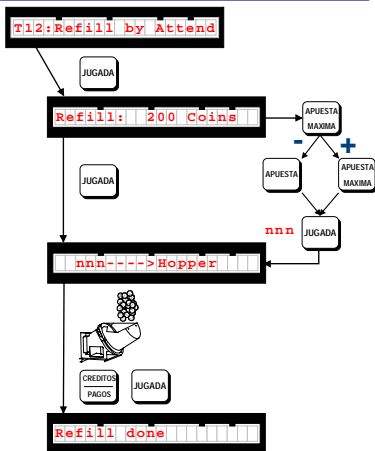 T12:Refill by Attend
JUGADA
Refill: 200 Coins
APUESTA
MAXIMA
- +
JUGADA
APUESTA
APUESTA
MAXIMA
nnn
JUGADA
nnn---->Hopper
CREDITOS
PAGOS
JUGADA
Refill done